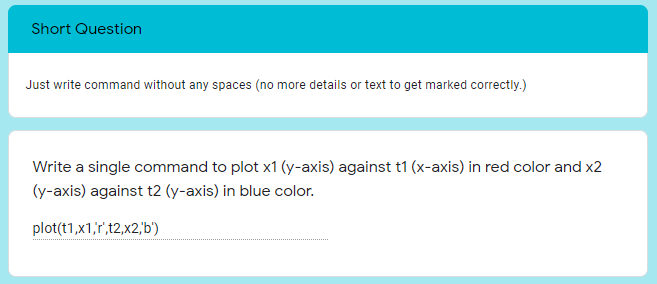 Short Question
Just write command without any spaces (no more details or text to get marked correctly.)
Write a single command to plot x1 (y-axis) against t1 (x-axis) in red color and x2
(y-axis) against t2 (y-axis) in blue color.
plot(t1,x1,'r',t2,x2,'b')